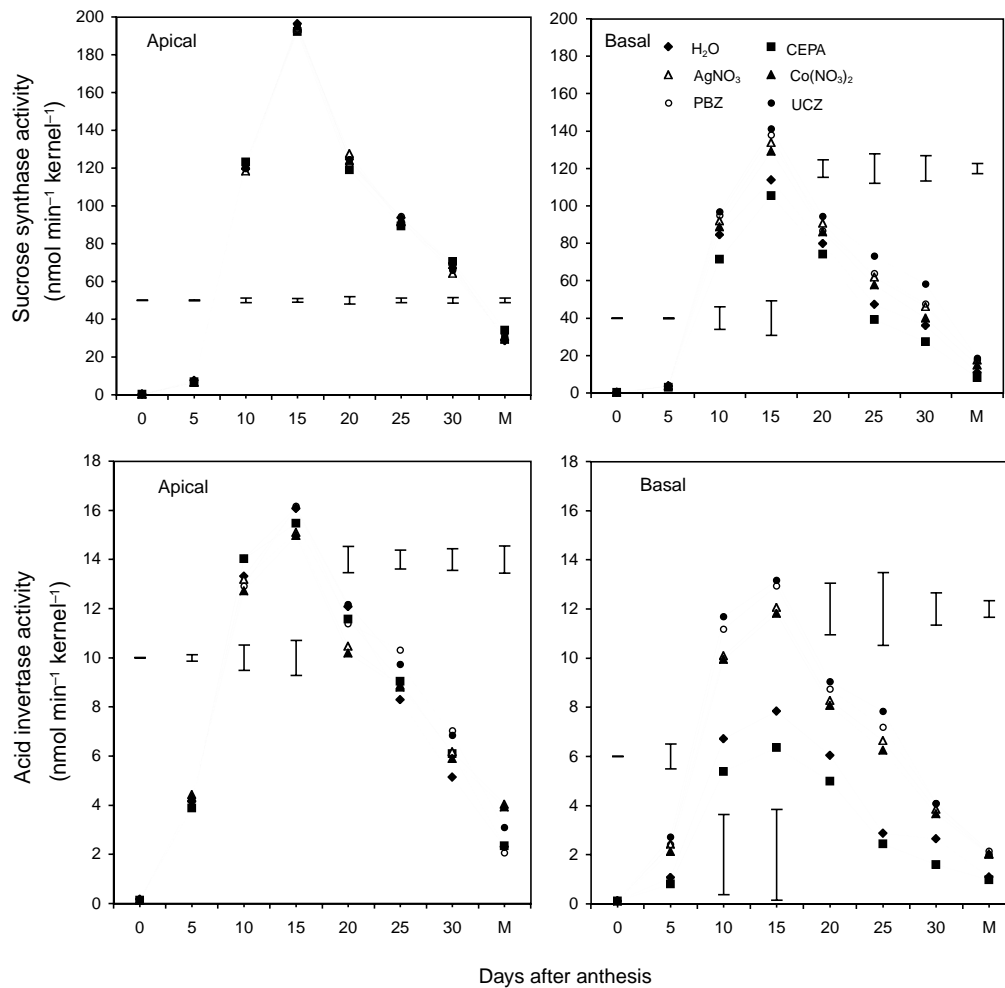 Sucrose synthase activity
(nmol min⁻¹ kernel⁻¹)
200
180
160
140
120
100
80
60
40
20
0
Apical
0 5 10 15 20 25 30 M
200
180
160
140
120
100
80
60
40
20
0
Basal
H₂O CEPA
AgNO₃ Co(NO₃)₂
PBZ UCZ
0 5 10 15 20 25 30 M
Acid invertase activity
(nmol min⁻¹ kernel⁻¹)
18
16
14
12
10
8
6
4
2
0
Apical
0 5 10 15 20 25 30 M
18
16
14
12
10
8
6
4
2
0
Basal
0 5 10 15 20 25 30 M
Days after anthesis